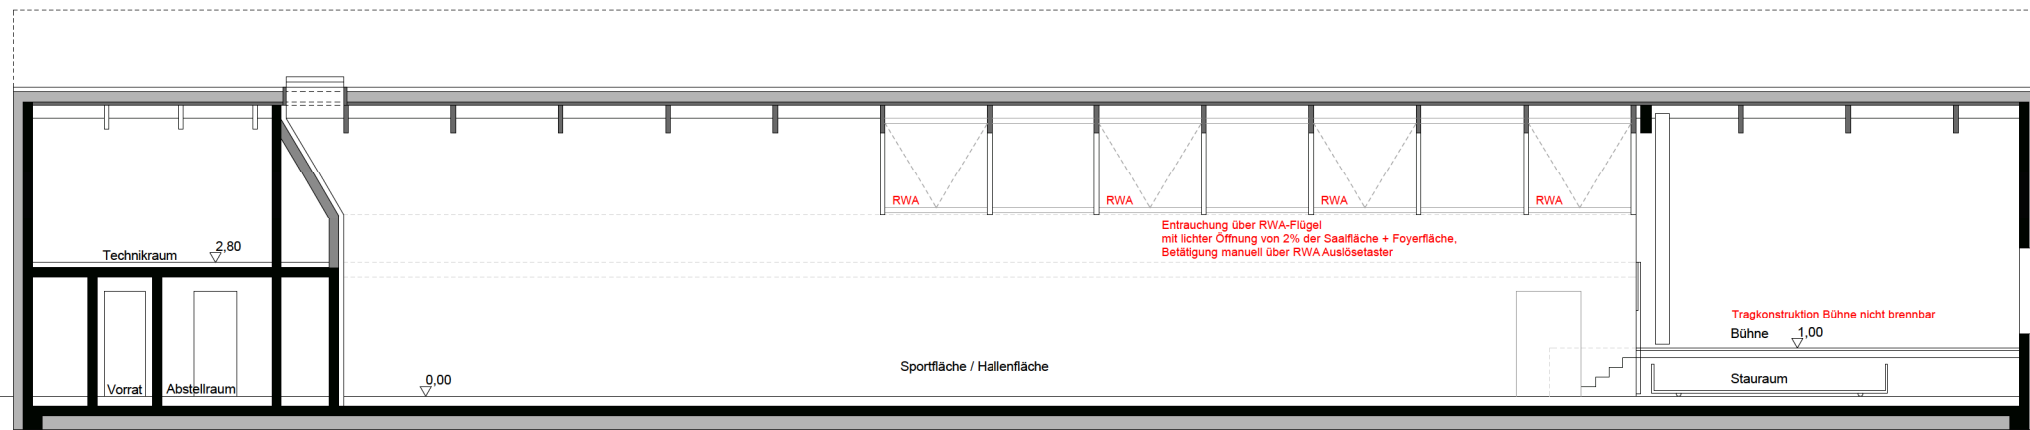 RWA
RWA
RWA
RWA
Entrauchung über RWA-Flügel
mit lichter Öffnung von 2% der Saalfläche + Foyerfläche,
Betätigung manuell über RWA Auslösetaster
Technikraum
2,80
Tragkonstruktion Bühne nicht brennbar
Bühne
1,00
Sportfläche / Hallenfläche
0,00
Vorrat
Abstellraum
Stauraum